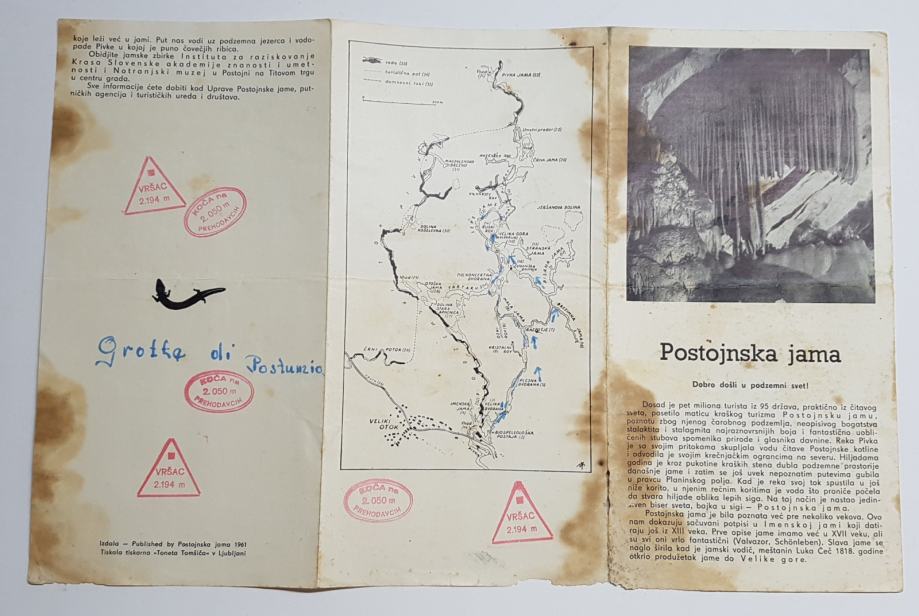 koje leži već u jami. Put nas vodi uz podzemna jezerca i vodo-
pade Pivke u kojoj je puno čovečjih ribica.
Obidjite jamske zbirke Instituta za raziskovanje
Krasa Slovenske akademije znanosti i umet-
nosti i Notranjski muzej u Postojni na Titovom trgu
u centru grada.
Sve informacije ćete dobiti kod Uprave Postojnske jame, put-
ničkih agencija i turističkih ureda i društava.
VRŠAC
2.194 m
KOČA na
2.050 m
PREHODAVCIH
Grotte di Postumia
KOČA na
2.050 m
PREHODAVCIH
VRŠAC
2.194 m
Izdala – Published by Postojnska jama 1961
Tiskala tiskarna »Toneta Tomšiča« v Ljubljani
PIVKA JAMA
ČRNA JAMA
MAGDALENA
VELIKA GORA
ČRNI POTOK
VELIKI
OTOK
BIOSPELEOLOŠKA
POSTAJA
KOČA na
2.050 m
PREHODAVCIH
VRŠAC
2.194 m
Postojnska jama
Dobro došli u podzemni svet!
Dosad je pet miliona turista iz 95 država, praktično iz čitavog
sveta, posetilo maticu kraškog turizma Postojnsku jamu,
poznatu zbog njenog čarobnog podzemlja, neopisivog bogatstva
stalaktita i stalagmita najraznovrsnijih boja i fantastično uobli-
čenih stubova spomenika prirode i glasnika davnine. Reka Pivka
je sa svojim pritokama skupljala vodu čitave Postojnske kotline
i odvodila je svojim krečnjačkim ograncima na severu. Hiljadama
godina je kroz pukotine kraških stena dubla podzemne prostorije
današnje jame i zatim se još uvek nepoznatim putevima gubila
u pravcu Planinskog polja. Kad je reka svoj tok spustila u još
niže korito, u njenim rečnim koritima je voda što proniče počela
da stvara hiljade oblika lepih siga. Na taj način je nastao jedin-
stven biser sveta, bajka u sigi – Postojnska jama.
Postojnska jama je bila poznata već pre nekoliko vekova. Ovo
nam dokazuju sačuvani potpisi u Imenskoj jami koji dati-
raju još iz XIII veka. Prve opise jame imamo već u XVII veku, ali
su svi oni vrlo fantastični (Valvazor, Schönleben). Slava jame se
naglo širila kad je jamski vodič, meštanin Luka Čeč 1818. godine
otkrio produžetak jame do Velike gore.